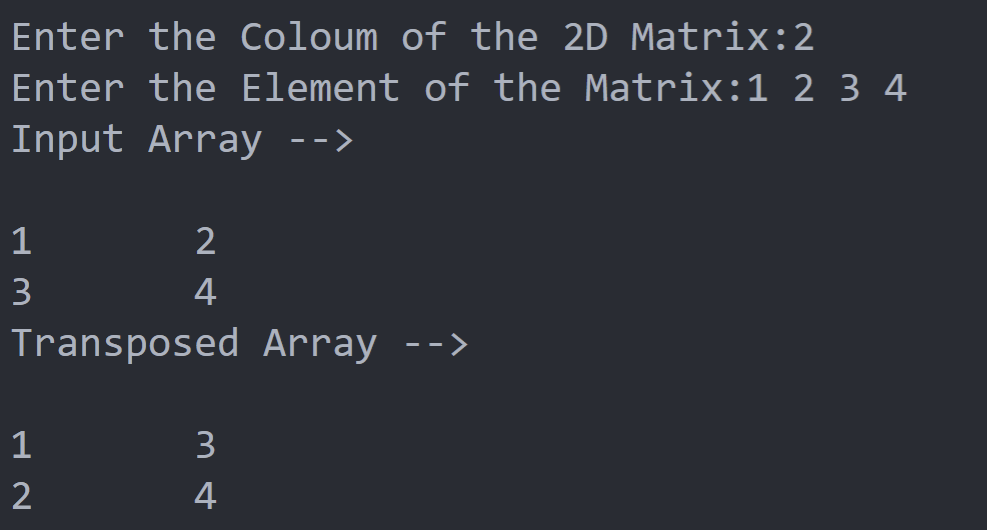 Enter the Coloum of the 2D Matrix:2
Enter the Element of the Matrix:1 2 3 4
Input Array -->
1 2
3 4
Transposed Array -->
1 3
2 4